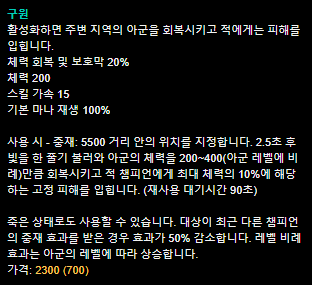 구원
활성화하면 주변 지역의 아군을 회복시키고 적에게는 피해를
입힙니다.
체력 회복 및 보호막 20%
체력 200
스킬 가속 15
기본 마나 재생 100%
사용 시 - 중재: 5500 거리 안의 위치를 지정합니다. 2.5초 후
빛을 한 줄기 불러와 아군의 체력을 200~400(아군 레벨에 비
례)만큼 회복시키고 적 챔피언에게 최대 체력의 10%에 해당
하는 고정 피해를 입힙니다. (재사용 대기시간 90초)
죽은 상태로도 사용할 수 있습니다. 대상이 최근 다른 챔피언
의 중재 효과를 받은 경우 효과가 50% 감소합니다. 레벨 비례
효과는 아군의 레벨에 따라 상승합니다.
가격: 2300 (700)